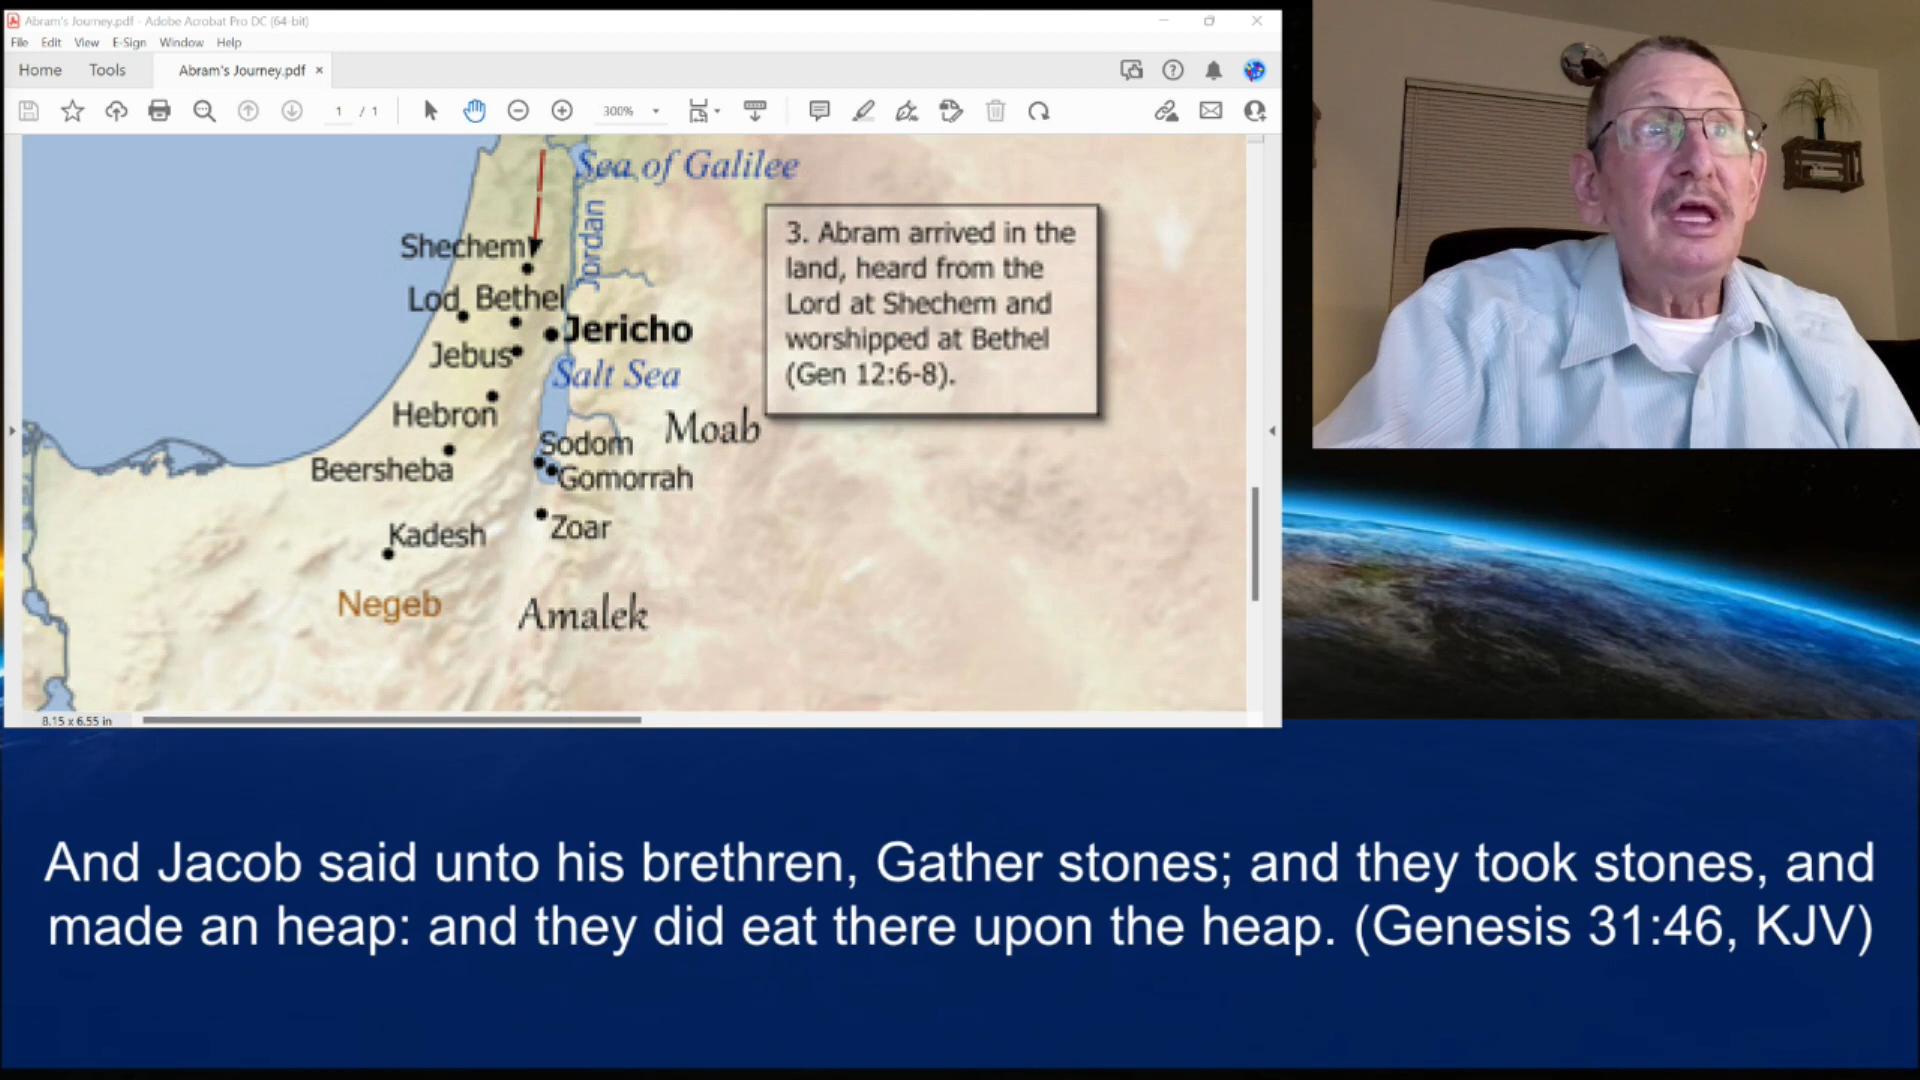 Abram's Journey.pdf - Adobe Acrobat Pro DC (64-bit)
File Edit View E-Sign Window Help
Home Tools Abram's Journey.pdf ×
1 / 1 300%
Sea of Galilee
Jordan
Shechem
Lod Bethel
Jericho
Jebus
Salt Sea
Hebron
Moab
Sodom
Beersheba
Gomorrah
Zoar
Kadesh
Negeb
Amalek
3. Abram arrived in the
land, heard from the
Lord at Shechem and
worshipped at Bethel
(Gen 12:6-8).
8.15 x 6.55 in
And Jacob said unto his brethren, Gather stones; and they took stones, and
made an heap: and they did eat there upon the heap. (Genesis 31:46, KJV)